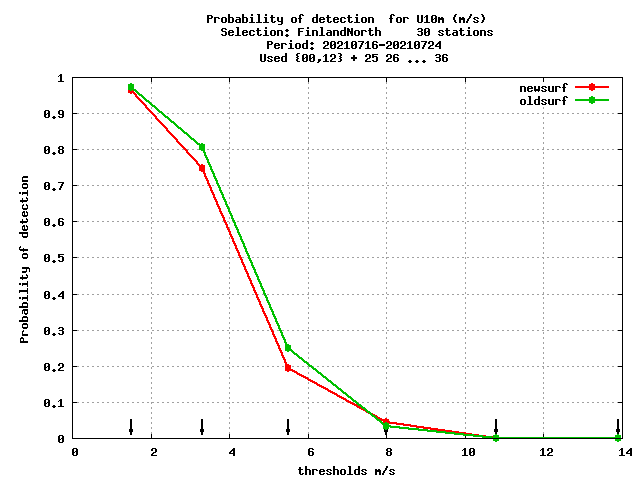 Probability of detection  for U10m (m/s)
Selection: FinlandNorth     30 stations
Period: 20210716-20210724
Used {00,12} + 25 26 ... 36
newsurf
oldsurf
1
0.9
0.8
0.7
0.6
0.5
0.4
0.3
0.2
0.1
0
Probability of detection
0 2 4 6 8 10 12 14
thresholds m/s